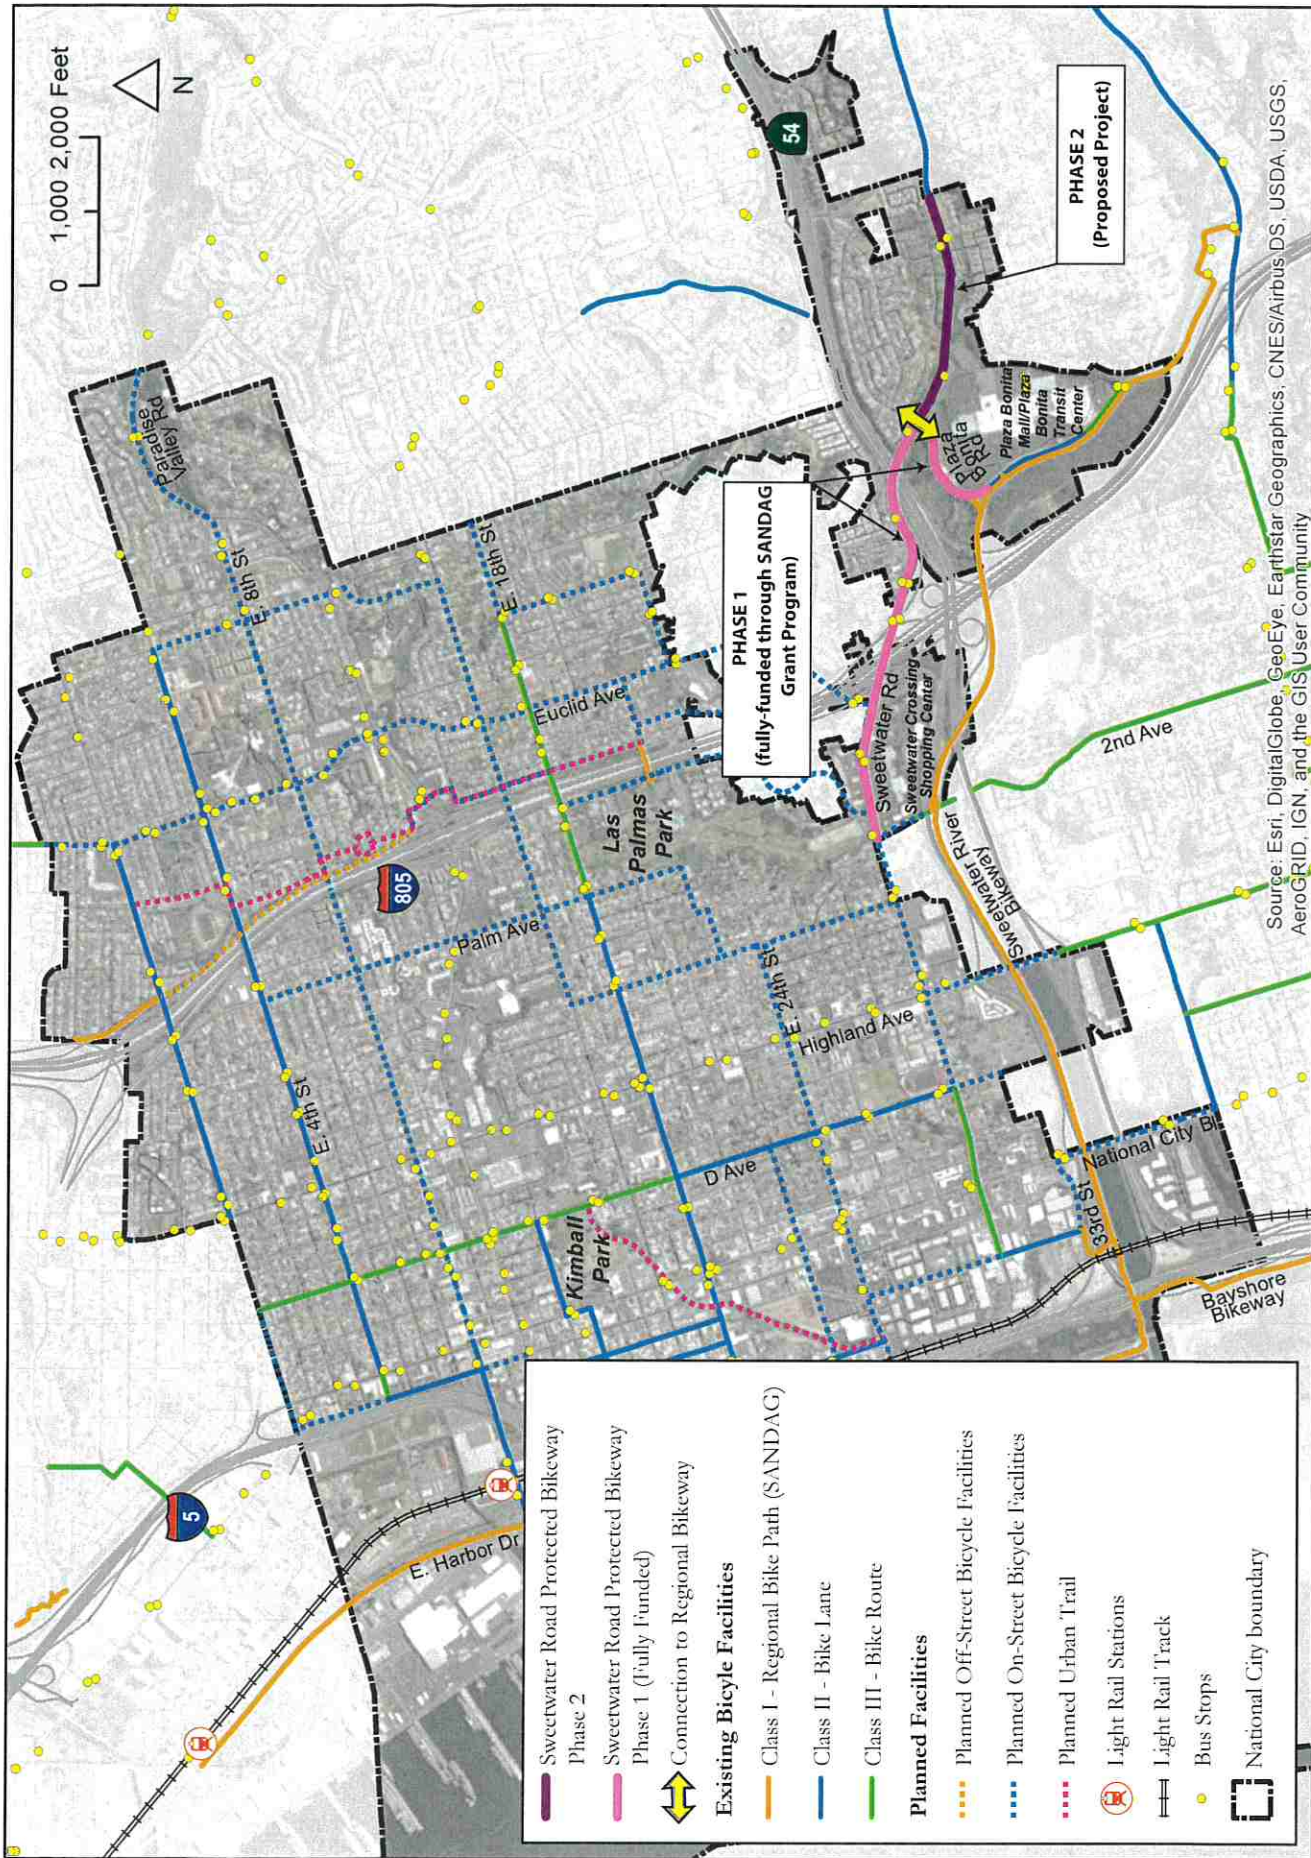 0 1,000 2,000 Feet
N
Paradise
Valley Rd
E. 8th St
E. 18th St
Euclid Ave
E. 4th St
805
Palm Ave
Las
Palmas
Park
E. 24th St
Highland Ave
D Ave
Kimball
Park
5
E. Harbor Dr
54
PHASE 1
(fully-funded through SANDAG
Grant Program)
PHASE 2
(Proposed Project)
Plaza
Bonita
Rd
Plaza Bonita
Mall/Plaza
Bonita
Transit
Center
Sweetwater Rd
Sweetwater Crossing
Shopping Center
2nd Ave
Sweetwater River
Bikeway
National City Bl
33rd St
Bayshore
Bikeway
Sweetwater Road Protected Bikeway
Phase 2
Sweetwater Road Protected Bikeway
Phase 1 (Fully Funded)
Connection to Regional Bikeway
Existing Bicycle Facilities
Class I - Regional Bike Path (SANDAG)
Class II - Bike Lane
Class III - Bike Route
Planned Facilities
Planned Off-Street Bicycle Facilities
Planned On-Street Bicycle Facilities
Planned Urban Trail
Light Rail Stations
Light Rail Track
Bus Stops
National City boundary
Source: Esri, DigitalGlobe, GeoEye, Earthstar Geographics, CNES/Airbus DS, USDA, USGS,
AeroGRID, IGN, and the GIS User Community